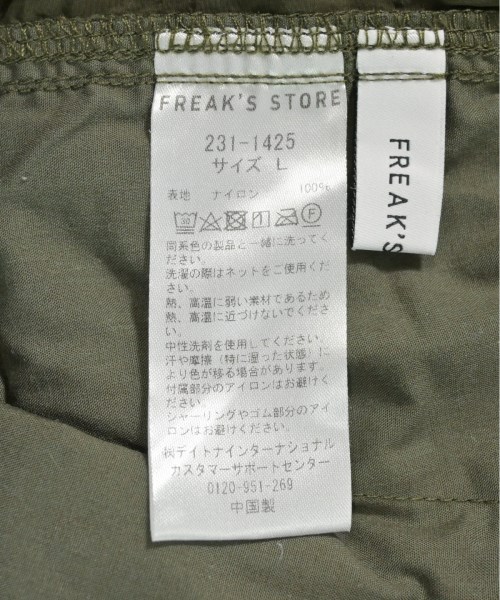 FREAK'S STORE
231-1425
サイズ L
表地 ナイロン 100%
30
F
同系色の製品と一緒に洗ってく
ださい。
洗濯の際はネットをご使用くだ
さい。
熱、高温に弱い素材であるため
熱、高温に近づけないでくださ
い。
中性洗剤を使用してください。
汗や摩擦（特に湿った状態）に
より色が移る場合があります。
付属部分のアイロンはお避けく
ださい。
シャーリングやゴム部分のアイ
ロンはお避けください。
㈱デイトナインターナショナル
カスタマーサポートセンター
0120-951-269
中国製
FREAK'S